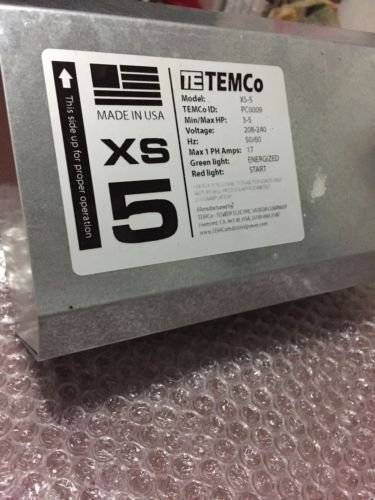 This side up for proper operation
MADE IN USA
XS
5
TE TEMCo
Model: XS-5
TEMCo ID: PC0009
Min/Max HP: 3-5
Voltage: 208-240
Hz: 50/60
Max 1 PH Amps: 17
Green light: ENERGIZED
Red light: START
Manufactured by